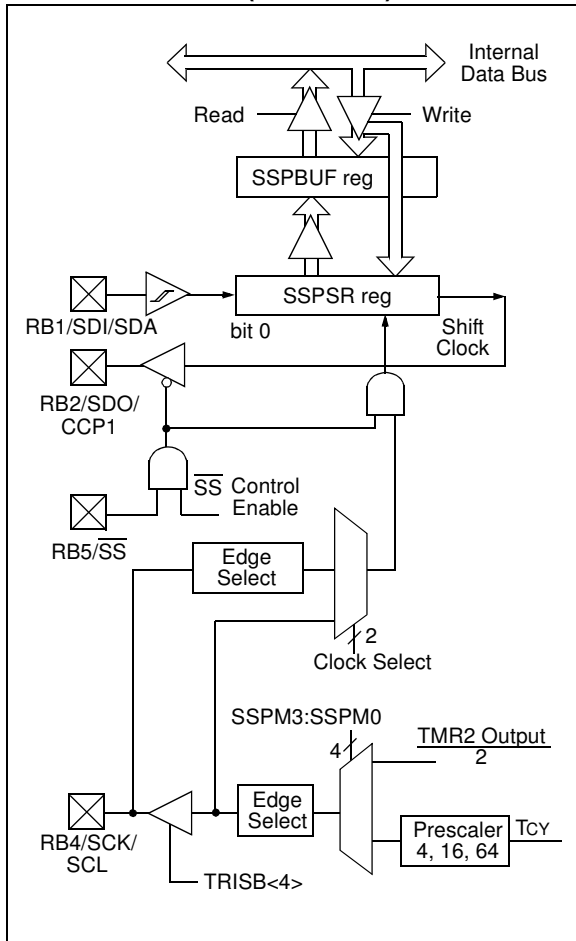 Internal
Data Bus
Read
Write
SSPBUF reg
SSPSR reg
RB1/SDI/SDA
bit 0
Shift
Clock
RB2/SDO/
CCP1
SS Control
Enable
RB5/SS
Edge
Select
2
Clock Select
SSPM3:SSPM0
4
TMR2 Output
2
Edge
Select
Prescaler
4, 16, 64
TCY
RB4/SCK/
SCL
TRISB<4>